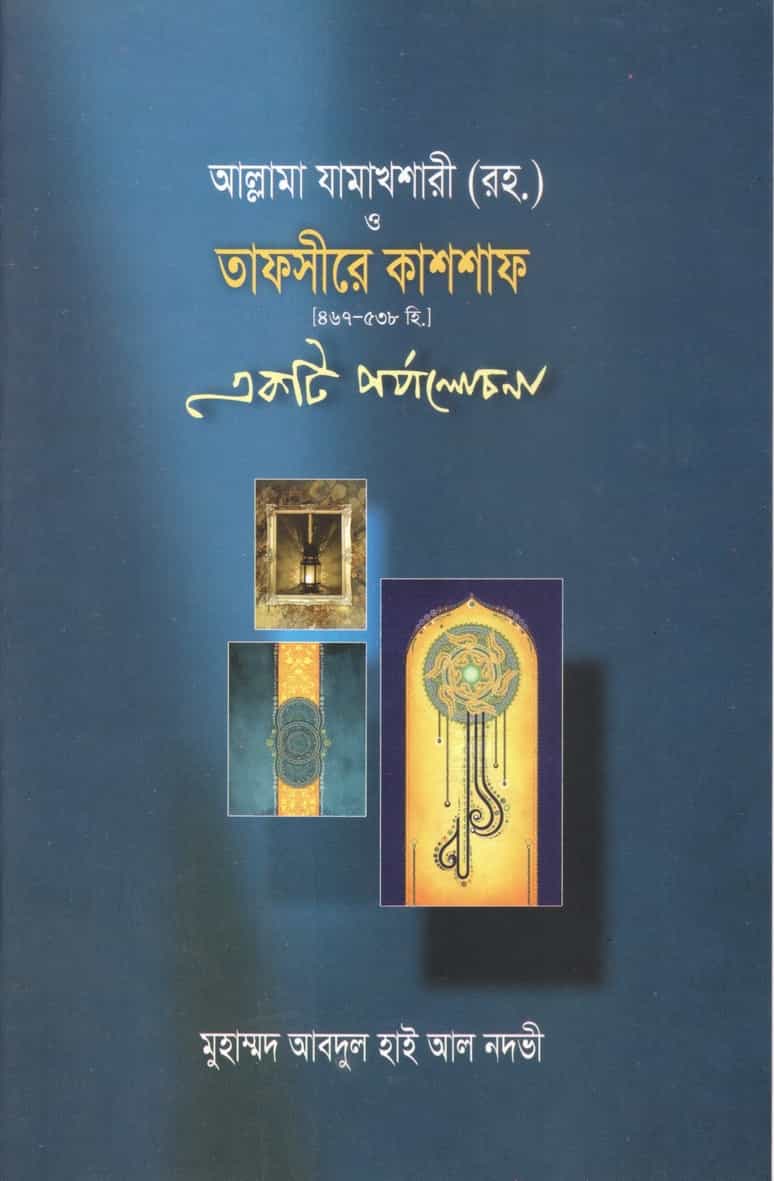 আল্লামা যামাখশারী (রহ.)
ও
তাফসীরে কাশশাফ
[৪৬৭-৫৩৮ হি.]
একটি পর্যালোচনা
মুহাম্মদ আবদুল হাই আল নদভী